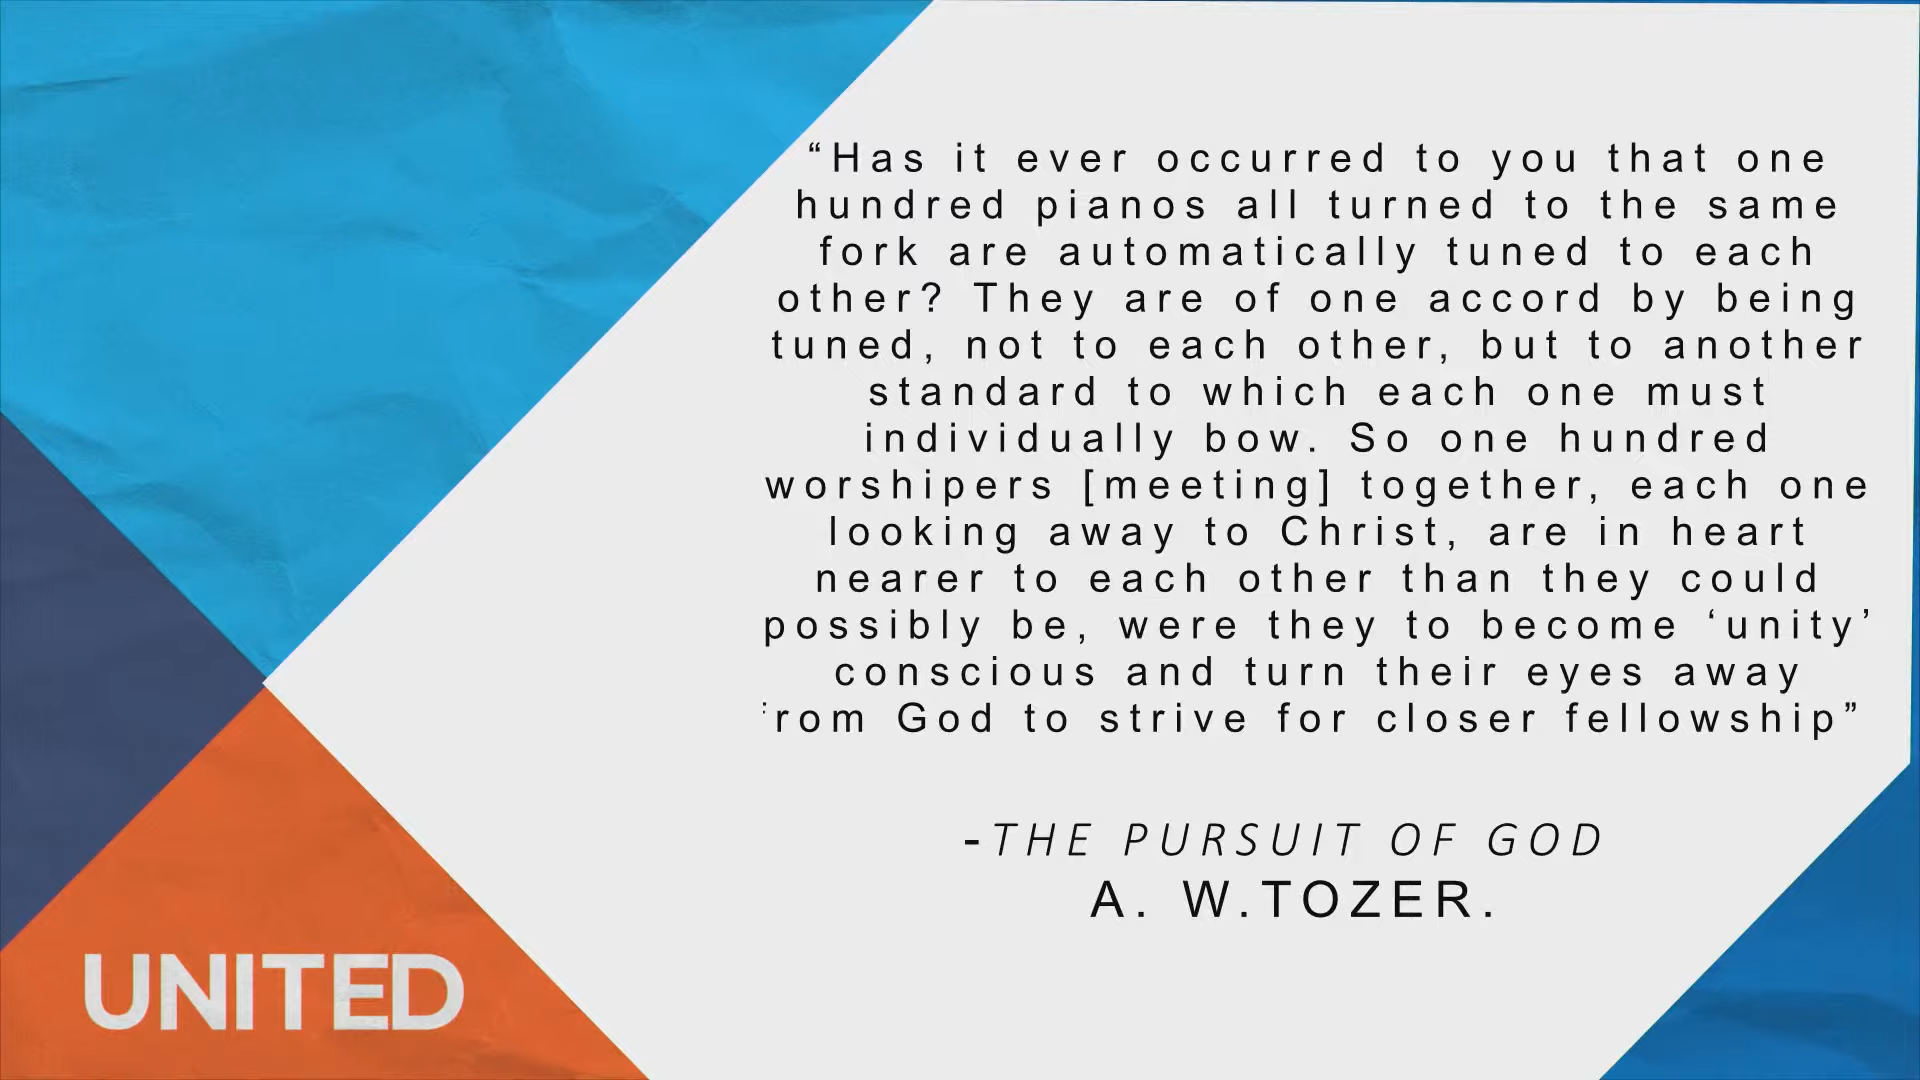 “Has it ever occurred to you that one
hundred pianos all turned to the same
fork are automatically tuned to each
other? They are of one accord by being
tuned, not to each other, but to another
standard to which each one must
individually bow. So one hundred
worshipers [meeting] together, each one
looking away to Christ, are in heart
nearer to each other than they could
possibly be, were they to become ‘unity’
conscious and turn their eyes away
from God to strive for closer fellowship”
-THE PURSUIT OF GOD
A. W.TOZER.
UNITED